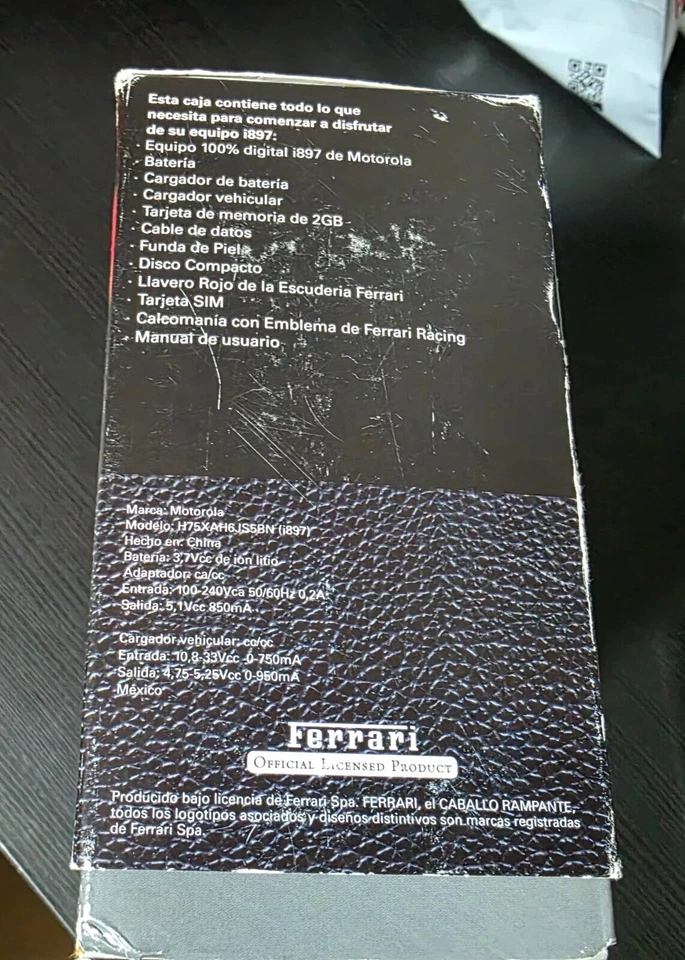 Esta caja contiene todo lo que
necesita para comenzar a disfrutar
de su equipo i897:
· Equipo 100% digital i897 de Motorola
· Batería
· Cargador de batería
· Cargador vehicular
· Tarjeta de memoria de 2GB
· Cable de datos
· Funda de Piel
· Disco Compacto
· Llavero Rojo de la Escuderia Ferrari
· Tarjeta SIM
· Calcomanía con Emblema de Ferrari Racing
· Manual de usuario
Marca: Motorola
Modelo: H75XAH6JS5BN (i897)
Hecho en: China
Batería: 3,7Vcc de ion litio
Adaptador: ca/cc
Entrada: 100-240Vca 50/60Hz 0,2A
Salida: 5,1Vcc 850mA
Cargador vehicular: cc/cc
Entrada: 10,8-33Vcc -0-750mA
Salida: 4,75-5,25Vcc 0-950mA
México
Ferrari
OFFICIAL LICENSED PRODUCT
Producido bajo licencia de Ferrari Spa. FERRARI, el CABALLO RAMPANTE,
todos los logotipos asociados y diseños distintivos son marcas registradas
de Ferrari Spa.